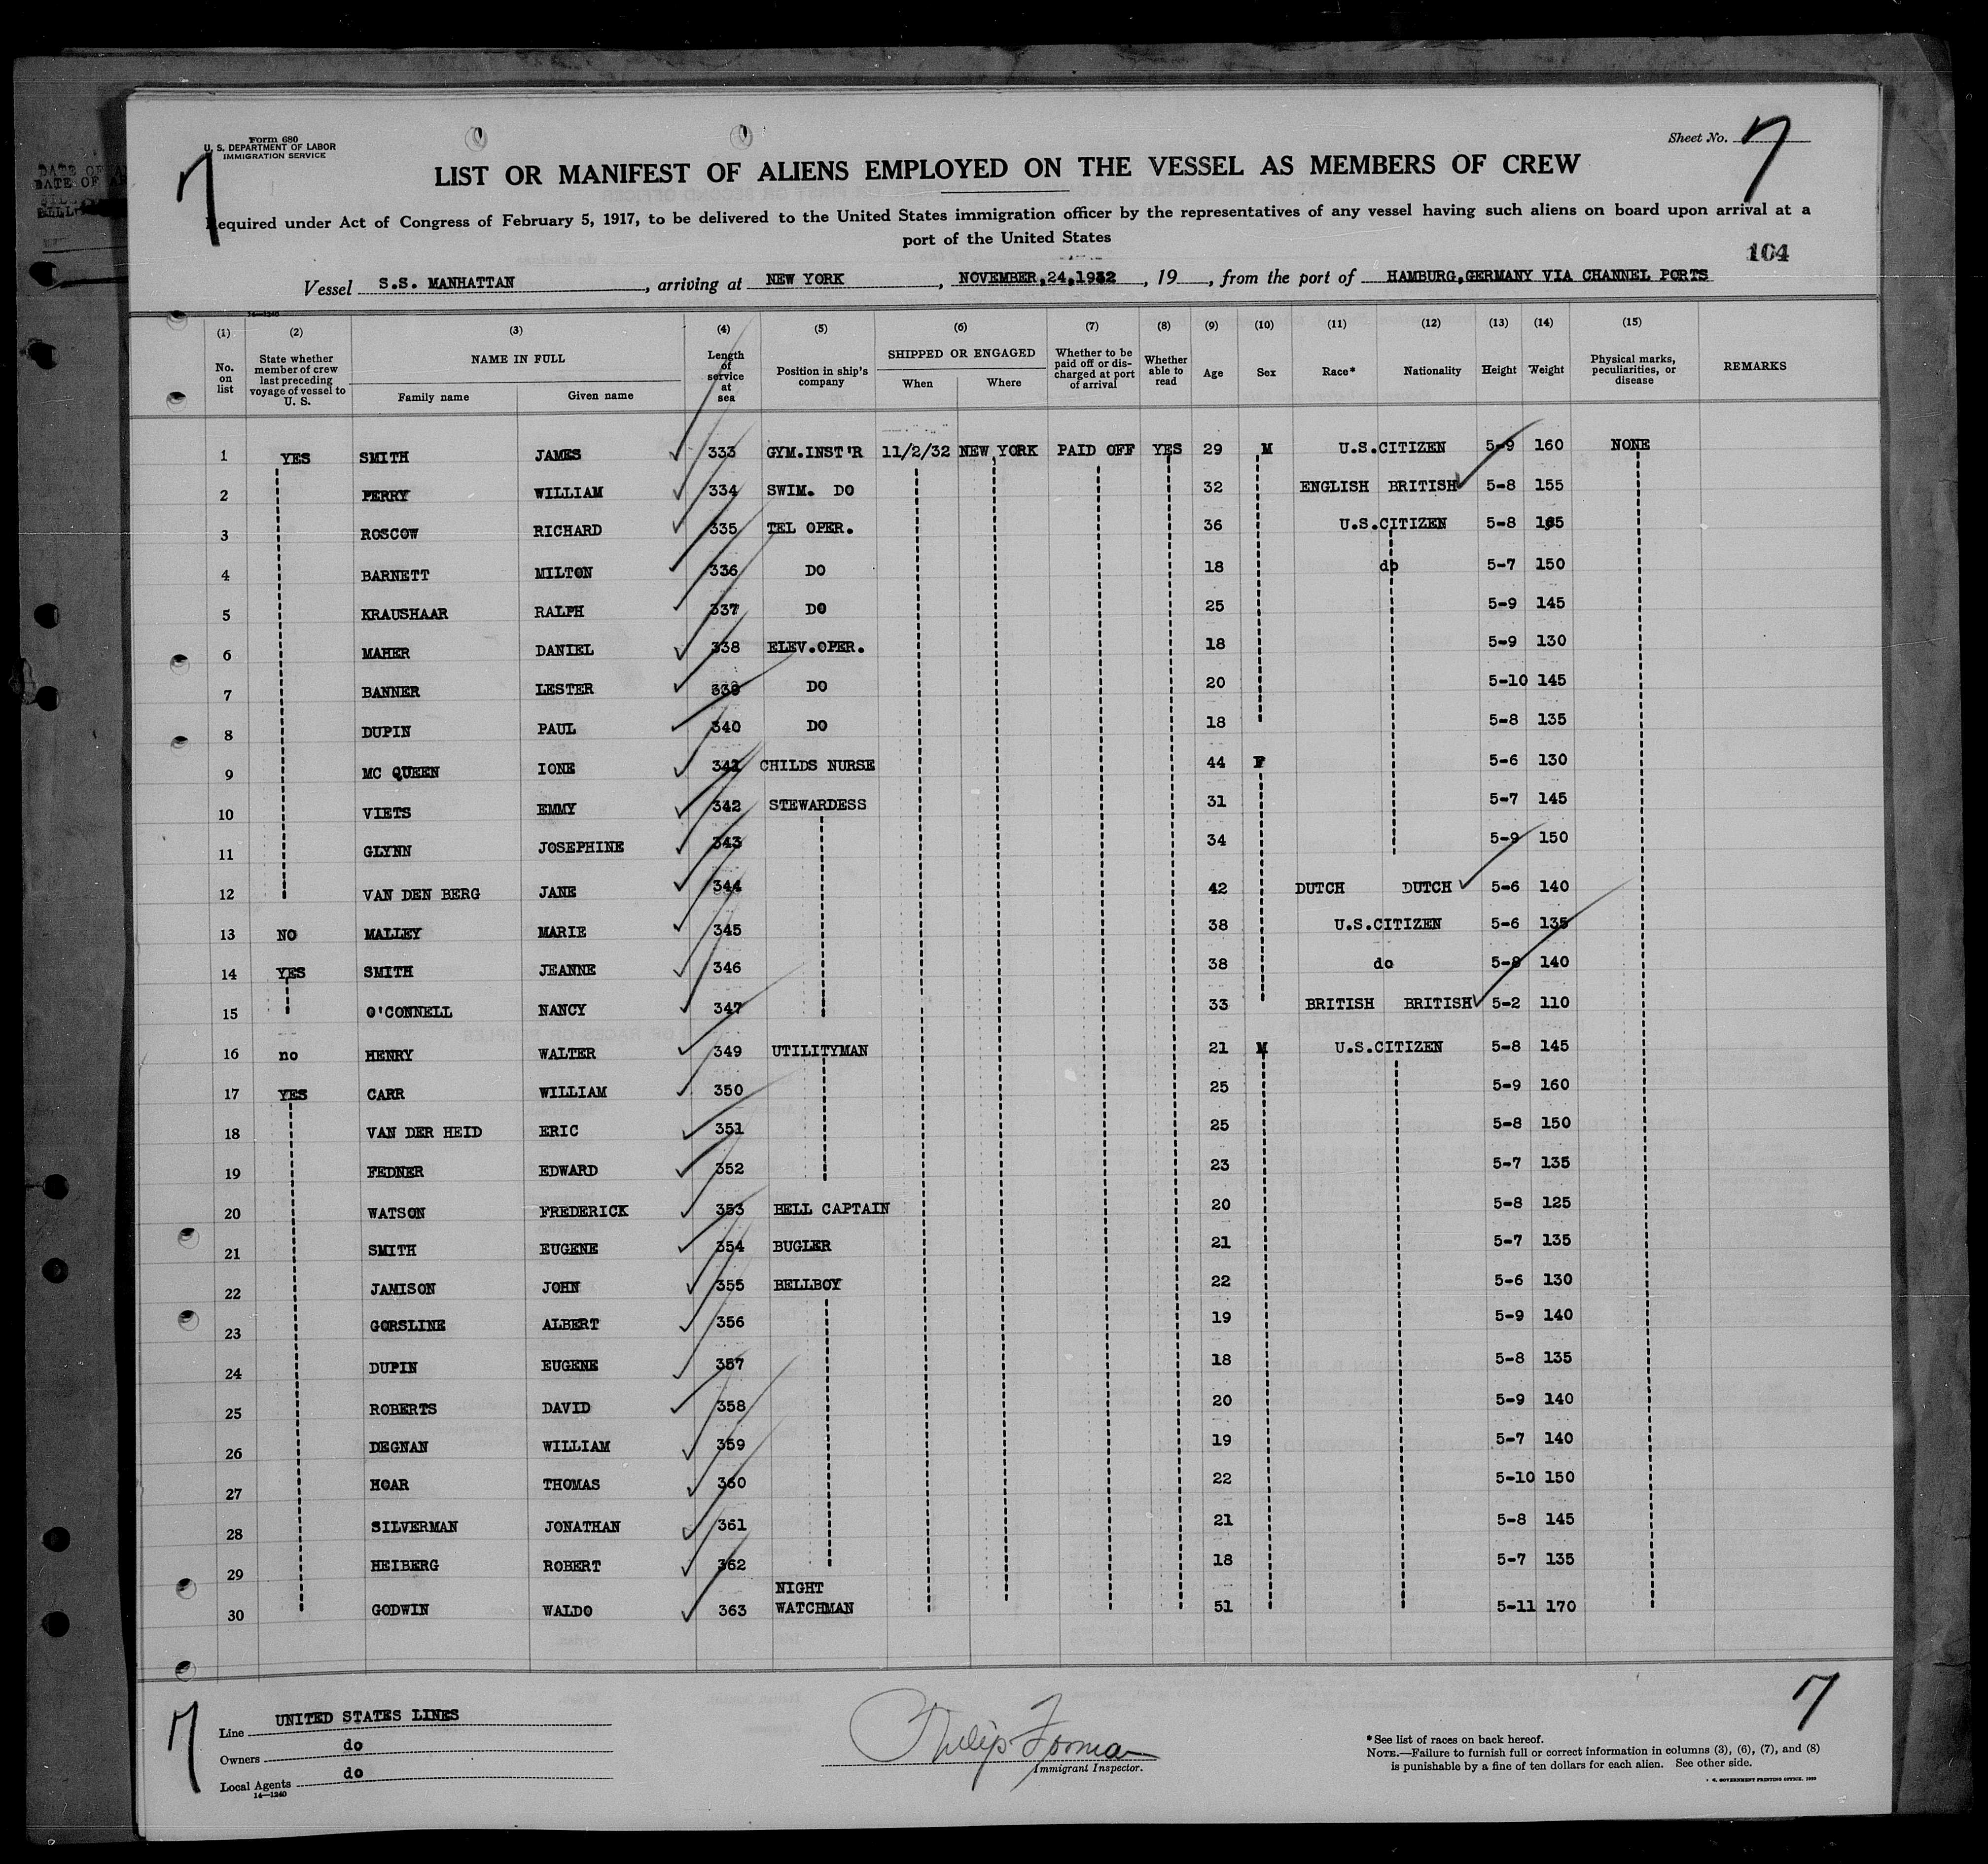 Form 680
U. S. DEPARTMENT OF LABOR
IMMIGRATION SERVICE
Sheet No. 7
7
LIST OR MANIFEST OF ALIENS EMPLOYED ON THE VESSEL AS MEMBERS OF CREW
Required under Act of Congress of February 5, 1917, to be delivered to the United States immigration officer by the representatives of any vessel having such aliens on board upon arrival at a
port of the United States
104
Vessel S.S. MANHATTAN, arriving at NEW YORK, NOVEMBER,24,1932, 19, from the port of HAMBURG,GERMANY VIA CHANNEL PORTS
14—1240
(1) (2) (3) (4) (5) (6) (7) (8) (9) (10) (11) (12) (13) (14) (15)
No. on list State whether member of crew last preceding voyage of vessel to U. S. NAME IN FULL Family name Given name Length of service at sea Position in ship's company SHIPPED OR ENGAGED When Where Whether to be paid off or discharged at port of arrival Whether able to read Age Sex Race* Nationality Height Weight Physical marks, peculiarities, or disease REMARKS
1 YES SMITH JAMES 333 GYM.INST'R 11/2/32 NEW YORK PAID OFF YES 29 M U.S.CITIZEN 5-9 160 NONE
2 PERRY WILLIAM 334 SWIM. DO 32 ENGLISH BRITISH 5-8 155
3 ROSCOW RICHARD 335 TEL OPER. 36 U.S.CITIZEN 5-8 165
4 BARNETT MILTON 336 DO 18 do 5-7 150
5 KRAUSHAAR RALPH 337 DO 25 5-9 145
6 MAHER DANIEL 338 ELEV.OPER. 18 5-9 130
7 BANNER LESTER 339 DO 20 5-10 145
8 DUPIN PAUL 340 DO 18 5-8 135
9 MC QUEEN IONE 341 CHILDS NURSE 44 F 5-6 130
10 VIETS EMMY 342 STEWARDESS 31 5-7 145
11 GLYNN JOSEPHINE 343 34 5-9 150
12 VAN DEN BERG JANE 344 42 DUTCH DUTCH 5-6 140
13 NO MALLEY MARIE 345 38 U.S.CITIZEN 5-6 135
14 YES SMITH JEANNE 346 38 do 5-8 140
15 O'CONNELL NANCY 347 33 BRITISH BRITISH 5-2 110
16 no HENRY WALTER 349 UTILITYMAN 21 M U.S.CITIZEN 5-8 145
17 YES CARR WILLIAM 350 25 5-9 160
18 VAN DER HEID ERIC 351 25 5-8 150
19 FEDNER EDWARD 352 23 5-7 135
20 WATSON FREDERICK 353 BELL CAPTAIN 20 5-8 125
21 SMITH EUGENE 354 BUGLER 21 5-7 135
22 JAMISON JOHN 355 BELLBOY 22 5-6 130
23 GORSLINE ALBERT 356 19 5-9 140
24 DUPIN EUGENE 357 18 5-8 135
25 ROBERTS DAVID 358 20 5-9 140
26 DEGNAN WILLIAM 359 19 5-7 140
27 HOAR THOMAS 360 22 5-10 150
28 SILVERMAN JONATHAN 361 21 5-8 145
29 HEIBERG ROBERT 362 18 5-7 135
30 GODWIN WALDO 363 NIGHT WATCHMAN 51 5-11 170
7
7
Line UNITED STATES LINES
Owners do
Local Agents do
14—1240
Philip Forman
Immigrant Inspector.
*See list of races on back hereof.
NOTE.—Failure to furnish full or correct information in columns (3), (6), (7), and (8)
is punishable by a fine of ten dollars for each alien. See other side.